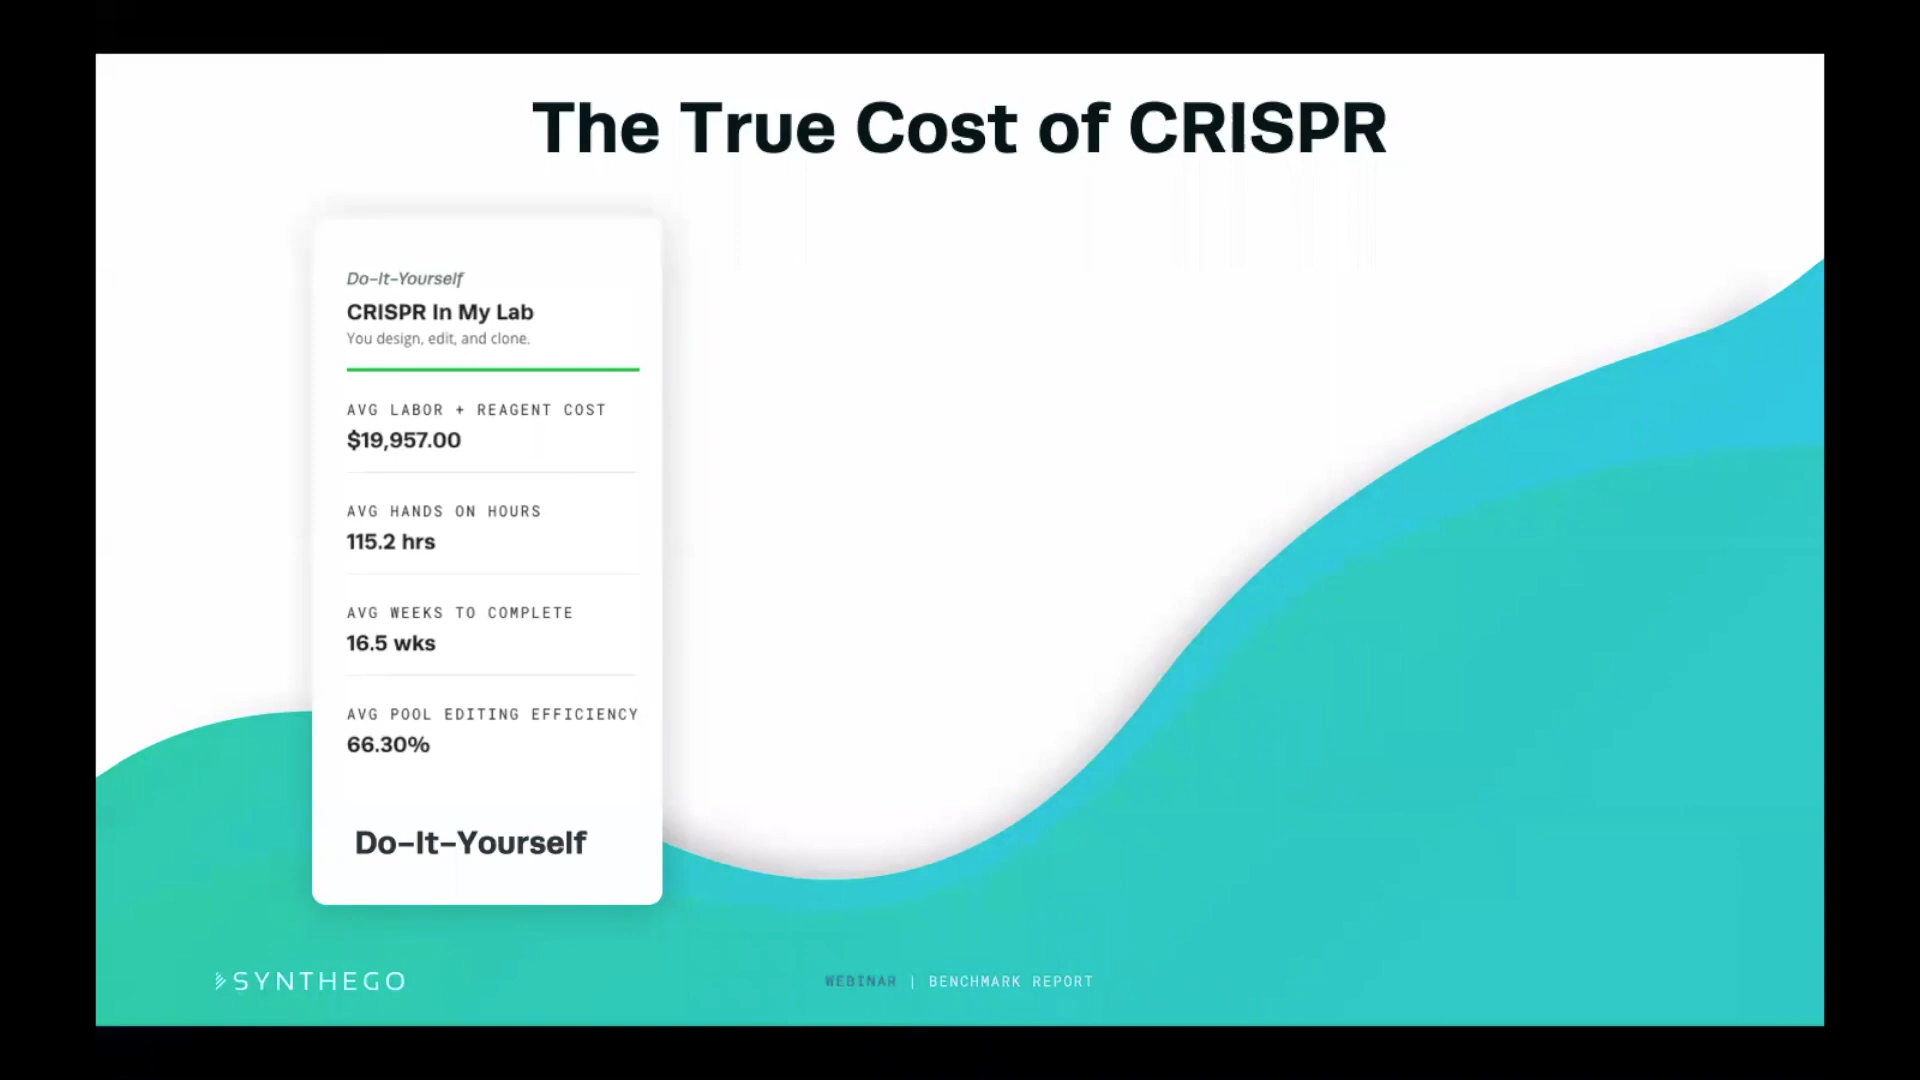 The True Cost of CRISPR
Do-It-Yourself
CRISPR In My Lab
You design, edit, and clone.
AVG LABOR + REAGENT COST
$19,957.00
AVG HANDS ON HOURS
115.2 hrs
AVG WEEKS TO COMPLETE
16.5 wks
AVG POOL EDITING EFFICIENCY
66.30%
Do-It-Yourself
SYNTHEGO
WEBINAR | BENCHMARK REPORT